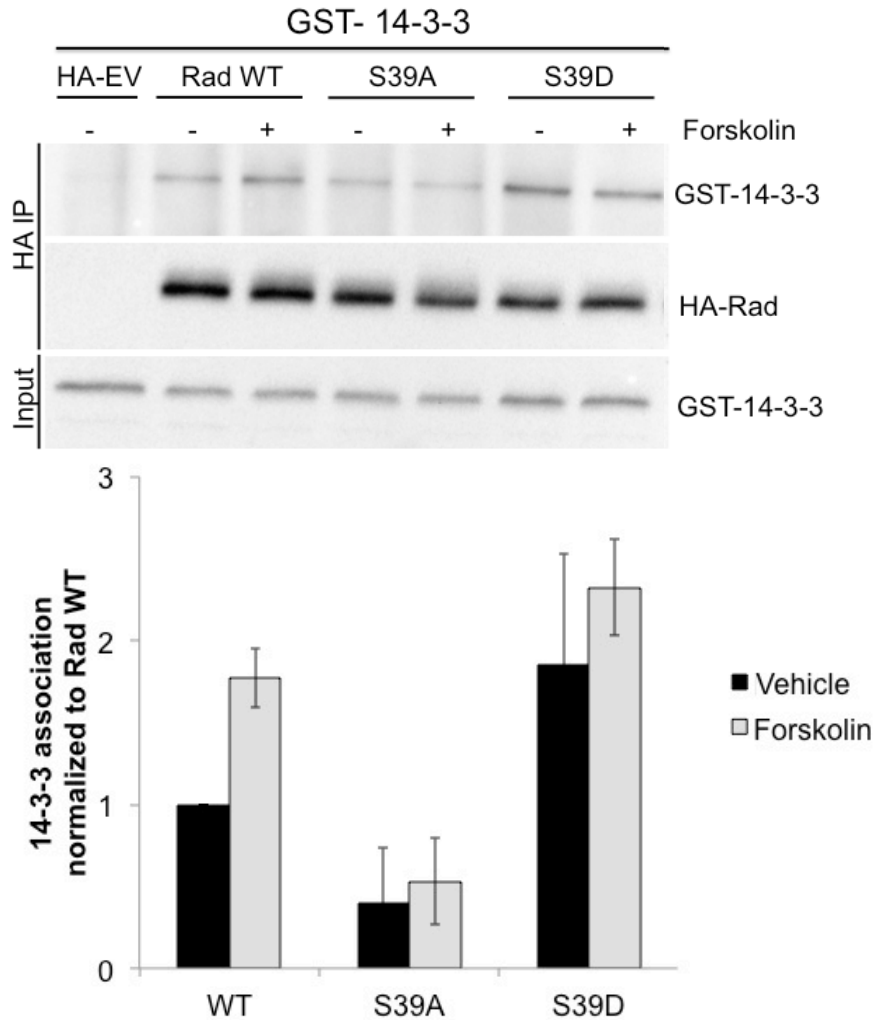 GST- 14-3-3
HA-EV Rad WT S39A S39D
- - + - + - + Forskolin
HA IP
GST-14-3-3
HA-Rad
Input
GST-14-3-3
14-3-3 association
normalized to Rad WT
3
2
1
0
WT S39A S39D
Vehicle
Forskolin